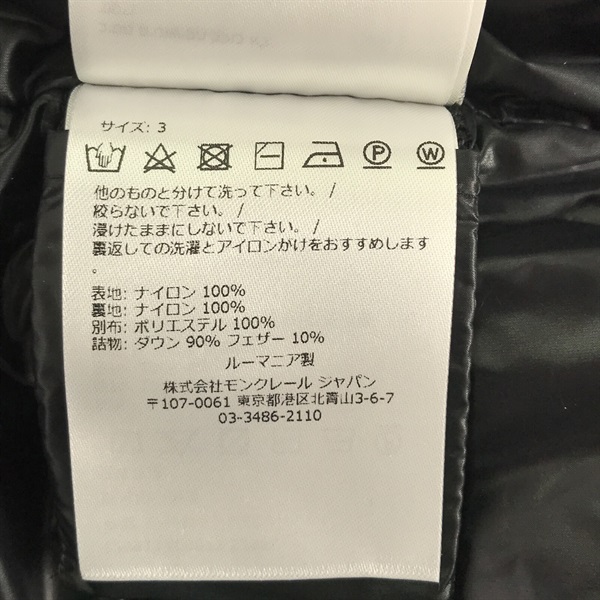 サイズ: 3
P W
他のものと分けて洗って下さい。/
絞らないで下さい。/
浸けたままにしないで下さい。/
裏返しての洗濯とアイロンがけをおすすめします
。
表地: ナイロン 100%
裏地: ナイロン 100%
別布: ポリエステル 100%
詰物: ダウン 90% フェザー 10%
ルーマニア製
株式会社モンクレール ジャパン
〒107-0061 東京都港区北青山3-6-7
03-3486-2110